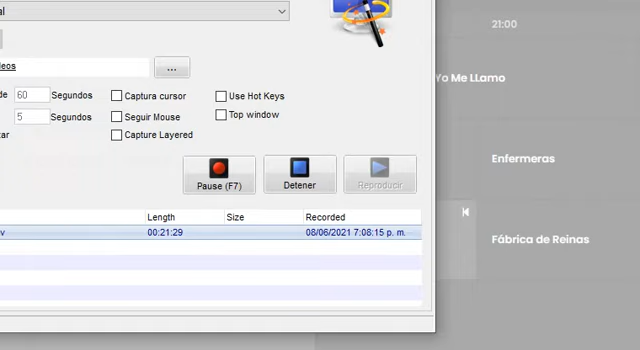 al
21:00
eos
...
Yo Me LLamo
de 60 Segundos
Captura cursor
Use Hot Keys
5 Segundos
Seguir Mouse
Top window
ar
Capture Layered
Enfermeras
Pause (F7)
Detener
Reproducir
Length Size Recorded
v 00:21:29 08/06/2021 7:08:15 p. m.
Fábrica de Reinas